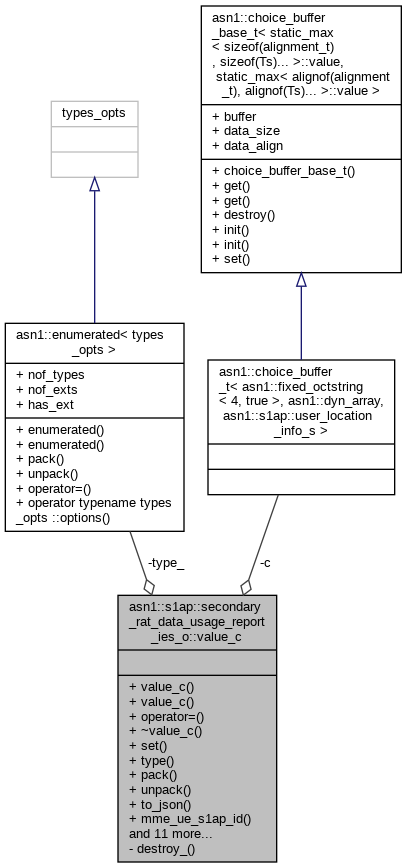 asn1::choice_buffer
_base_t< static_max
< sizeof(alignment_t)
, sizeof(Ts)... >::value,
static_max< alignof(alignment
_t), alignof(Ts)... >::value >
+ buffer
+ data_size
+ data_align
+ choice_buffer_base_t()
+ get()
+ get()
+ destroy()
+ init()
+ init()
+ set()
types_opts
asn1::enumerated< types
_opts >
+ nof_types
+ nof_exts
+ has_ext
+ enumerated()
+ enumerated()
+ pack()
+ unpack()
+ operator=()
+ operator typename types
_opts ::options()
asn1::choice_buffer
_t< asn1::fixed_octstring
< 4, true >, asn1::dyn_array,
asn1::s1ap::user_location
_info_s >
-type_
-c
asn1::s1ap::secondary
_rat_data_usage_report
_ies_o::value_c
+ value_c()
+ value_c()
+ operator=()
+ ~value_c()
+ set()
+ type()
+ pack()
+ unpack()
+ to_json()
+ mme_ue_s1ap_id()
and 11 more...
- destroy_()